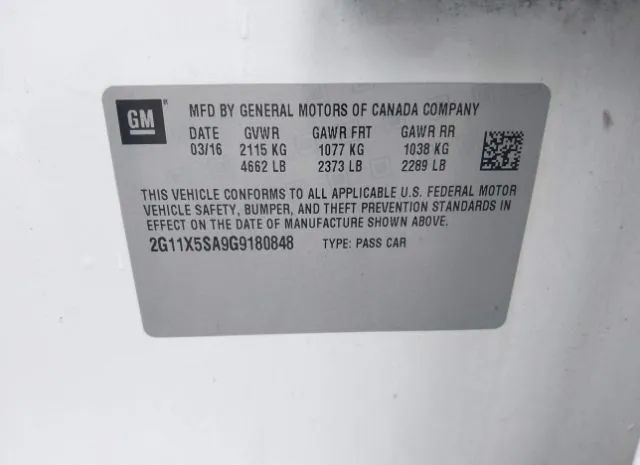 GM
MFD BY GENERAL MOTORS OF CANADA COMPANY
DATE GVWR GAWR FRT GAWR RR
03/16 2115 KG 1077 KG 1038 KG
4662 LB 2373 LB 2289 LB
THIS VEHICLE CONFORMS TO ALL APPLICABLE U.S. FEDERAL MOTOR
VEHICLE SAFETY, BUMPER, AND THEFT PREVENTION STANDARDS IN
EFFECT ON THE DATE OF MANUFACTURE SHOWN ABOVE.
2G11X5SA9G9180848 TYPE: PASS CAR